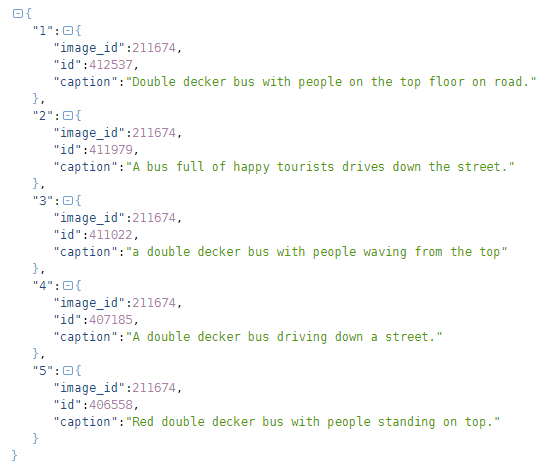 {
"1":{
"image_id":211674,
"id":412537,
"caption":"Double decker bus with people on the top floor on road."
},
"2":{
"image_id":211674,
"id":411979,
"caption":"A bus full of happy tourists drives down the street."
},
"3":{
"image_id":211674,
"id":411022,
"caption":"a double decker bus with people waving from the top"
},
"4":{
"image_id":211674,
"id":407185,
"caption":"A double decker bus driving down a street."
},
"5":{
"image_id":211674,
"id":406558,
"caption":"Red double decker bus with people standing on top."
}
}